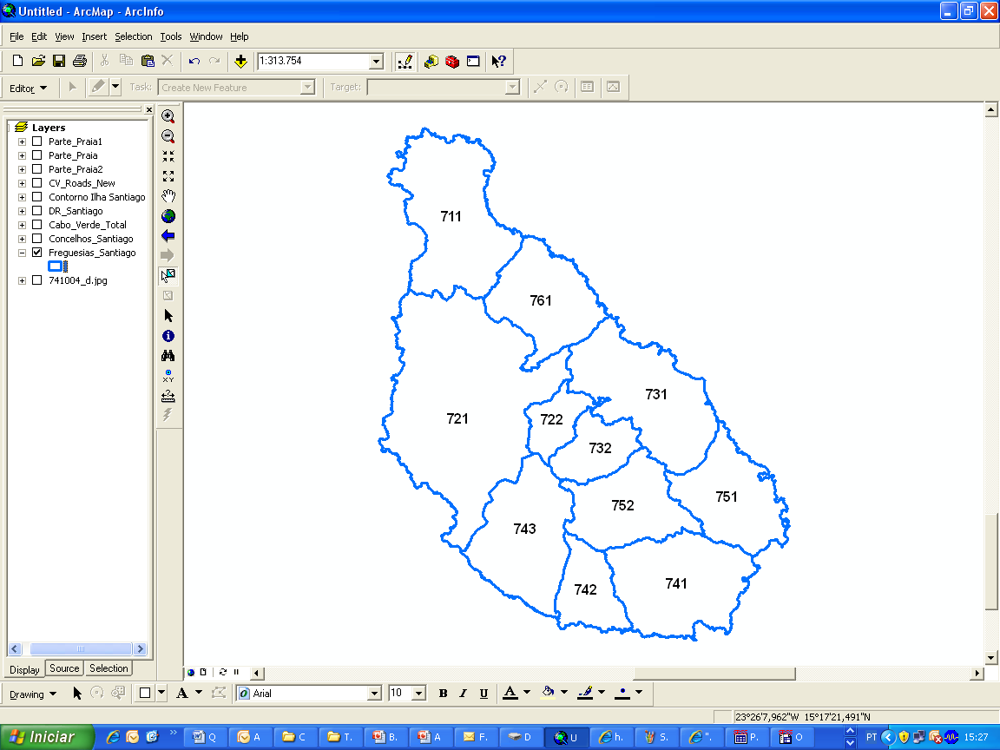 Untitled - ArcMap - ArcInfo
File Edit View Insert Selection Tools Window Help
1:313.754
Editor Task: Create New Feature Target:
Layers
Parte_Praia1
Parte_Praia
Parte_Praia2
CV_Roads_New
Contorno Ilha Santiago
DR_Santiago
Cabo_Verde_Total
Concelhos_Santiago
Freguesias_Santiago
741004_d.jpg
XY
711
761
731
721
722
732
751
752
743
742
741
Display Source Selection
Drawing A Arial 10 B I U A
23°26'7,962"W 15°17'21,491"N
Iniciar Q A C T. B. A F. D U h. S. ". P. O PT 15:27